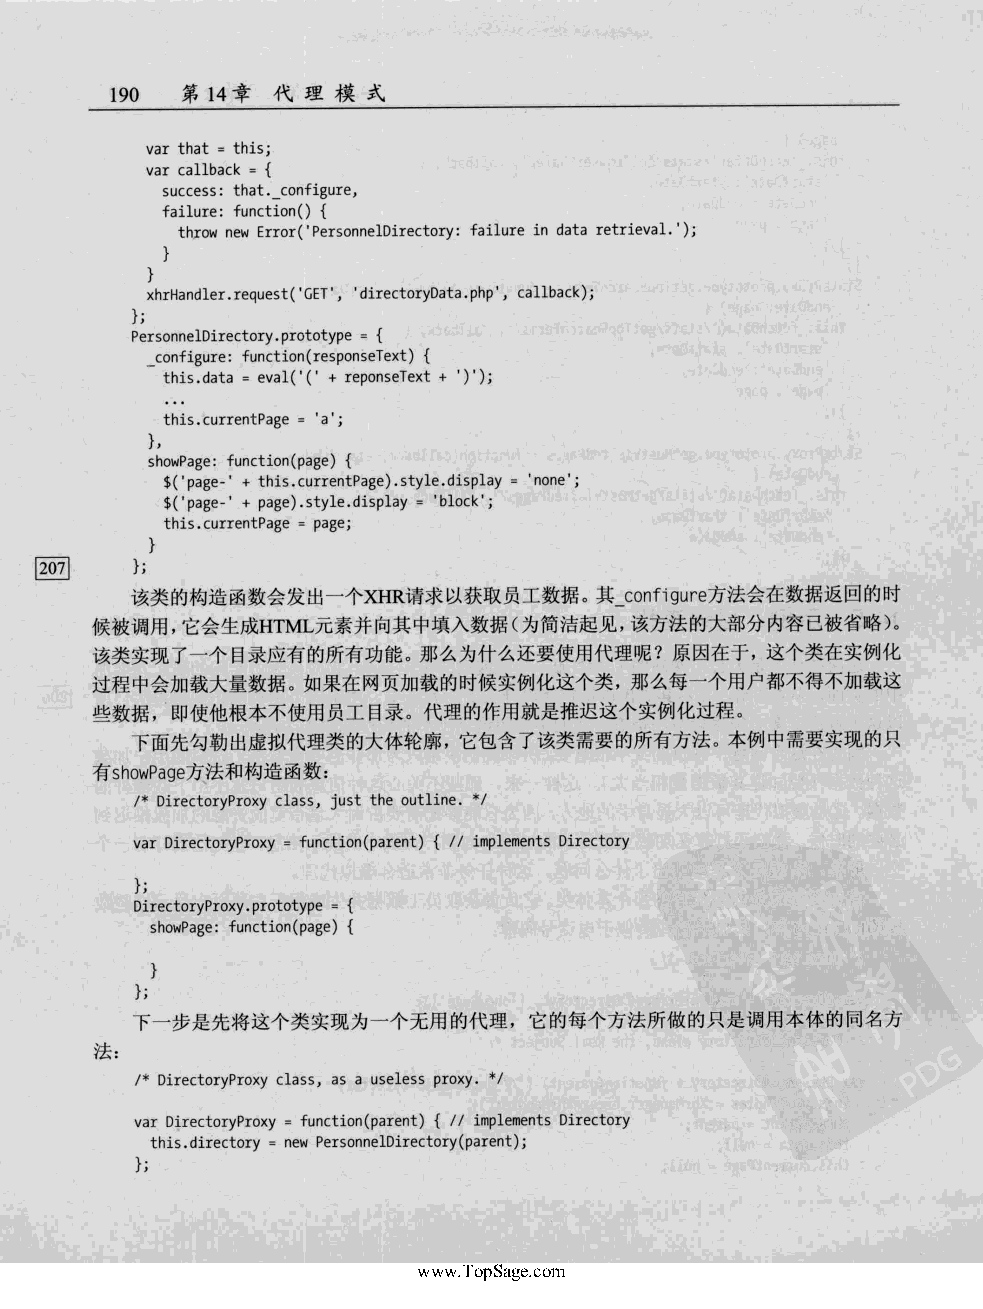 190 第14章 代理模式
var that = this;
var callback = {
success: that._configure,
failure: function() {
throw new Error('PersonnelDirectory: failure in data retrieval.');
}
}
xhrHandler.request('GET', 'directoryData.php', callback);
};
PersonnelDirectory.prototype = {
_configure: function(responseText) {
this.data = eval('(' + reponseText + ')');
...
this.currentPage = 'a';
},
showPage: function(page) {
$('page-' + this.currentPage).style.display = 'none';
$('page-' + page).style.display = 'block';
this.currentPage = page;
}
207 };
该类的构造函数会发出一个XHR请求以获取员工数据。其_configure方法会在数据返回的时
候被调用，它会生成HTML元素并向其中填入数据（为简洁起见，该方法的大部分内容已被省略）。
该类实现了一个目录应有的所有功能。那么为什么还要使用代理呢？原因在于，这个类在实例化
过程中会加载大量数据。如果在网页加载的时候实例化这个类，那么每一个用户都不得不加载这
些数据，即使他根本不使用员工目录。代理的作用就是推迟这个实例化过程。
下面先勾勒出虚拟代理类的大体轮廓，它包含了该类需要的所有方法。本例中需要实现的只
有showPage方法和构造函数：
/* DirectoryProxy class, just the outline. */
var DirectoryProxy = function(parent) { // implements Directory
};
DirectoryProxy.prototype = {
showPage: function(page) {
}
};
下一步是先将这个类实现为一个无用的代理，它的每个方法所做的只是调用本体的同名方
法：
/* DirectoryProxy class, as a useless proxy. */
var DirectoryProxy = function(parent) { // implements Directory
this.directory = new PersonnelDirectory(parent);
};
PDG
www.TopSage.com